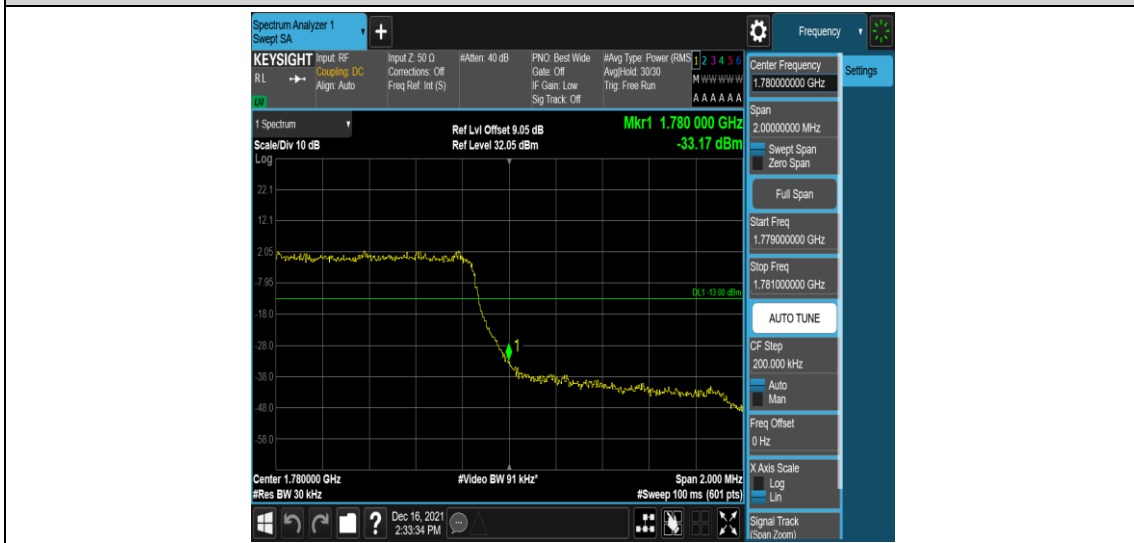 Spectrum Analyzer 1
Swept SA
+
Frequency
KEYSIGHT
RL
LXI
Input: RF
Coupling: DC
Align: Auto
Input Z: 50 Ω
Corrections: Off
Freq Ref: Int (S)
#Atten: 40 dB
PNO: Best Wide
Gate: Off
IF Gain: Low
Sig Track: Off
#Avg Type: Power (RMS
Avg|Hold: 30/30
Trig: Free Run
1 2 3 4 5 6
M W W W W W
A A A A A A
Center Frequency
1.780000000 GHz
Settings
Span
2.00000000 MHz
Swept Span
Zero Span
Full Span
Start Freq
1.779000000 GHz
Stop Freq
1.781000000 GHz
AUTO TUNE
CF Step
200.000 kHz
Auto
Man
Freq Offset
0 Hz
X Axis Scale
Log
Lin
Signal Track
(Span Zoom)
1 Spectrum
Scale/Div 10 dB
Ref Lvl Offset 9.05 dB
Ref Level 32.05 dBm
Mkr1 1.780 000 GHz
-33.17 dBm
Log
22.1
12.1
2.05
-7.95
DL1 -13.00 dBm
-18.0
-28.0
1
-38.0
-48.0
-58.0
Center 1.780000 GHz
#Video BW 91 kHz*
Span 2.000 MHz
#Res BW 30 kHz
#Sweep 100 ms (601 pts)
?
Dec 16, 2021
2:33:34 PM